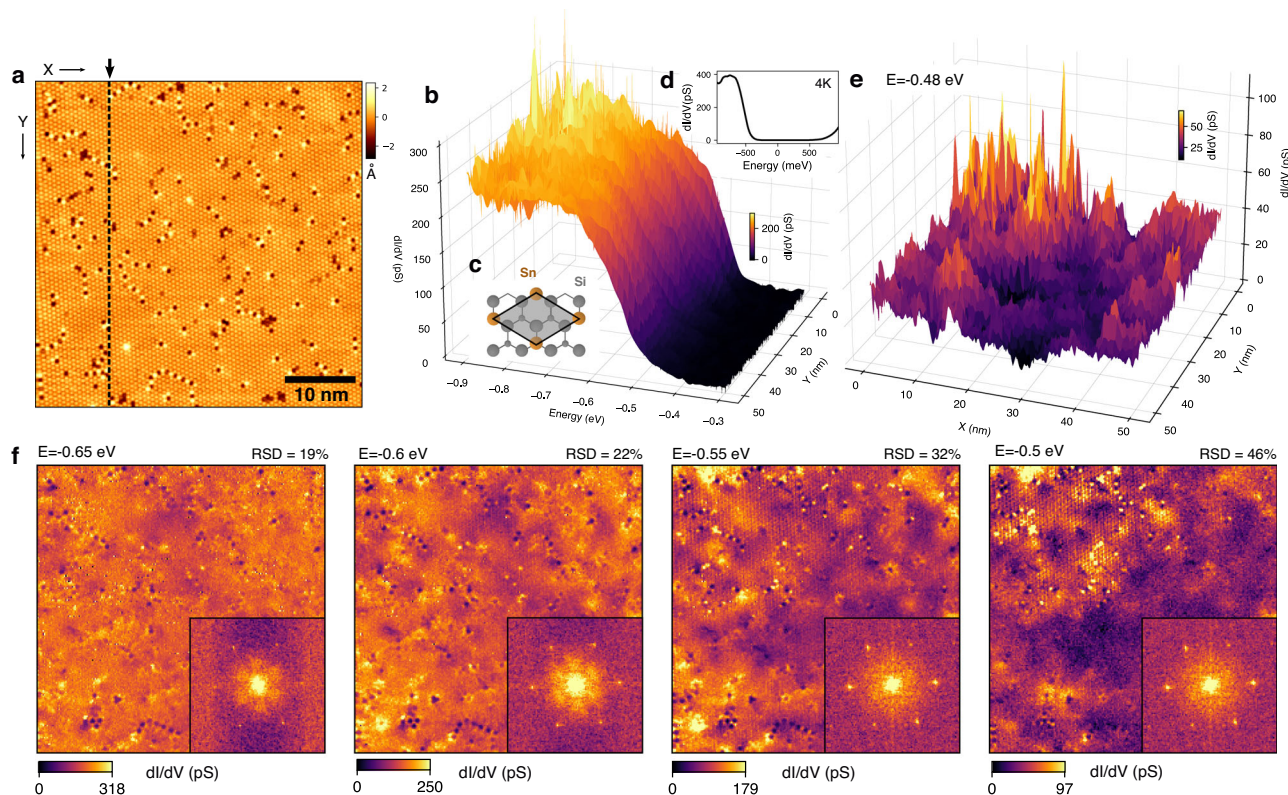 a
X
Y
2
0
−2
Å
10 nm
b
300
250
200
150
100
50
0
dI/dV (pS)
−0.9
−0.8
−0.7
−0.6
−0.5
−0.4
−0.3
Energy (eV)
0
10
20
30
40
50
Y (nm)
200
0
dI/dV (pS)
c
Sn
Si
d
4K
400
200
0
dI/dV(pS)
−500
0
500
Energy (meV)
e
E=-0.48 eV
50
25
dI/dV (pS)
100
80
60
40
20
0
dI/dV(pS)
0
10
20
30
40
50
X (nm)
0
10
20
30
40
50
Y (nm)
f
E=-0.65 eV
RSD = 19%
E=-0.6 eV
RSD = 22%
E=-0.55 eV
RSD = 32%
E=-0.5 eV
RSD = 46%
0
318
dI/dV (pS)
0
250
dI/dV (pS)
0
179
dI/dV (pS)
0
97
dI/dV (pS)